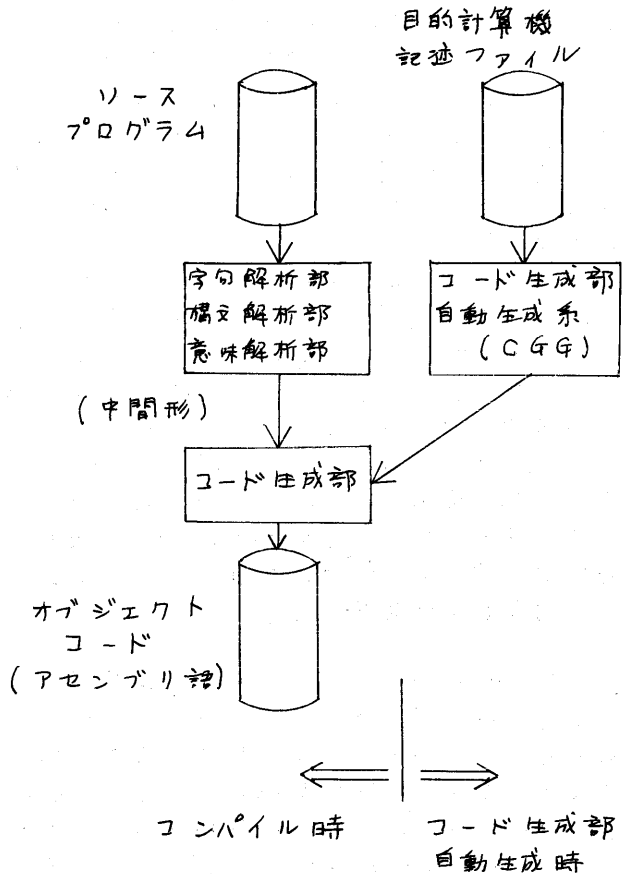 目的計算機
記述ファイル
ソース
プログラム
字句解析部
構文解析部
意味解析部
コード生成部
自動生成系
(CGG)
(中間形)
コード生成部
オブジェクト
コード
(アセンブリ語)
コンパイル時
コード生成部
自動生成時